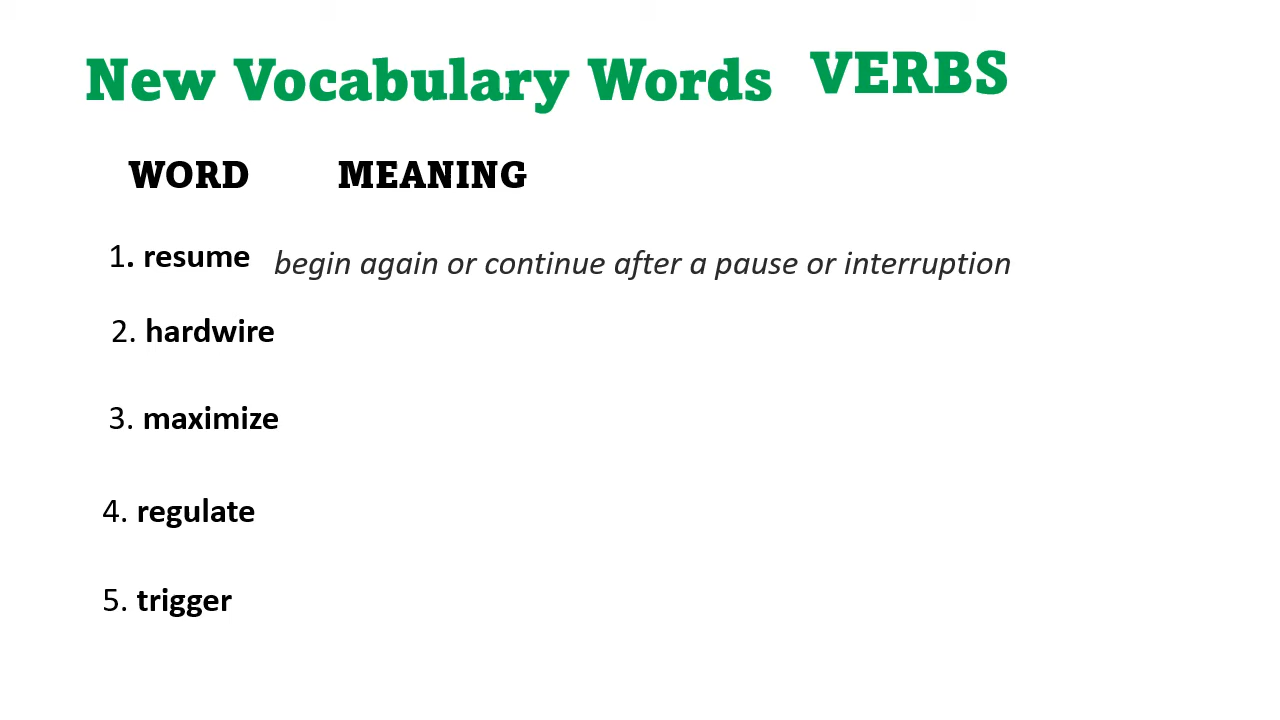 New Vocabulary Words VERBS
WORD MEANING
1. resume begin again or continue after a pause or interruption
2. hardwire
3. maximize
4. regulate
5. trigger